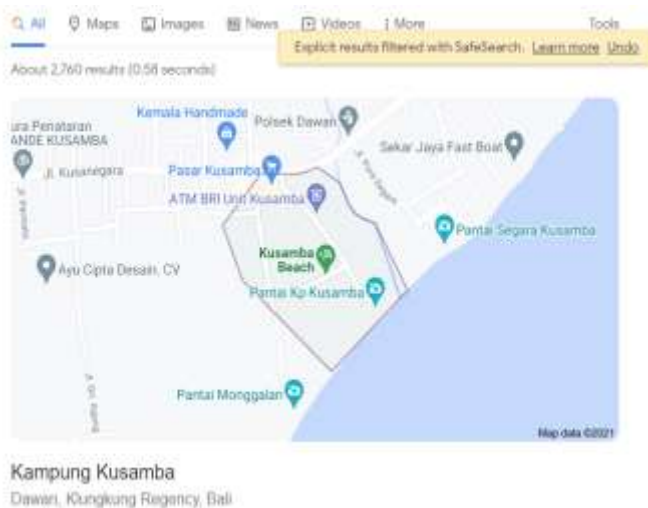 All Maps Images News Videos More Tools
Explicit results filtered with SafeSearch. Learn more Undo
About 2,760 results (0.58 seconds)
Kemala Handmade
Polsek Dawan
ura Penataran
ANDE KUSAMBA
Sekar Jaya Fast Boat
Jl. Kusanegara
Pasar Kusamba
ATM BRI Unit Kusamba
Pantai Segara Kusamba
Kusamba
Beach
Ayu Cipta Desain, CV
Pantai Kp Kusamba
Pantai Monggalan
Map data ©2021
Kampung Kusamba
Dawan, Klungkung Regency, Bali